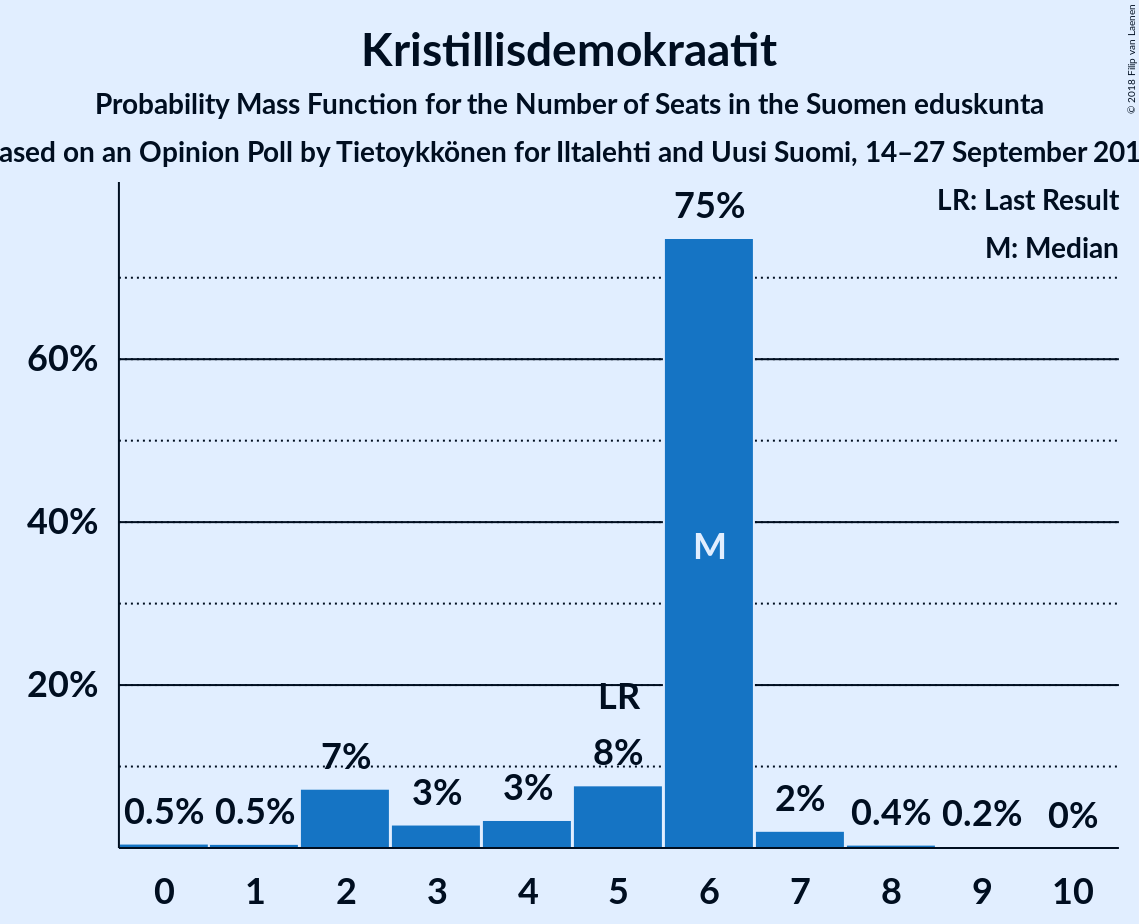 Kristillisdemokraatit
Probability Mass Function for the Number of Seats in the Suomen eduskunta
ased on an Opinion Poll by Tietoykkönen for Iltalehti and Uusi Suomi, 14–27 September 201
© 2018 Filip van Laenen
LR: Last Result
M: Median
75%
60%
40%
M
20%
LR
7%
8%
3%
3%
2%
0.5%
0.5%
0.4%
0.2%
0%
0 1 2 3 4 5 6 7 8 9 10